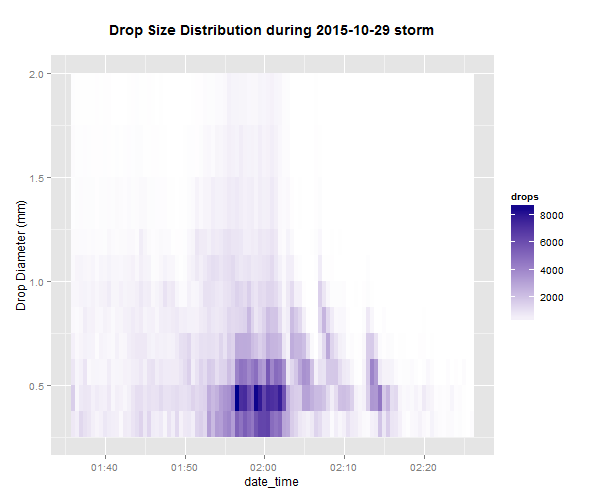 Drop Size Distribution during 2015-10-29 storm
2.0
1.5
1.0
0.5
Drop Diameter (mm)
01:40 01:50 02:00 02:10 02:20
date_time
drops
8000
6000
4000
2000